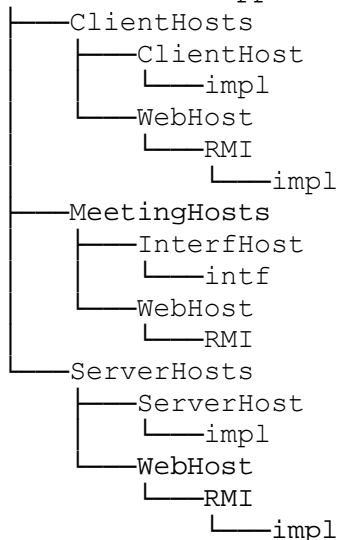 ClientHosts
ClientHost
impl
WebHost
RMI
impl
MeetingHosts
InterfHost
intf
WebHost
RMI
ServerHosts
ServerHost
impl
WebHost
RMI
impl